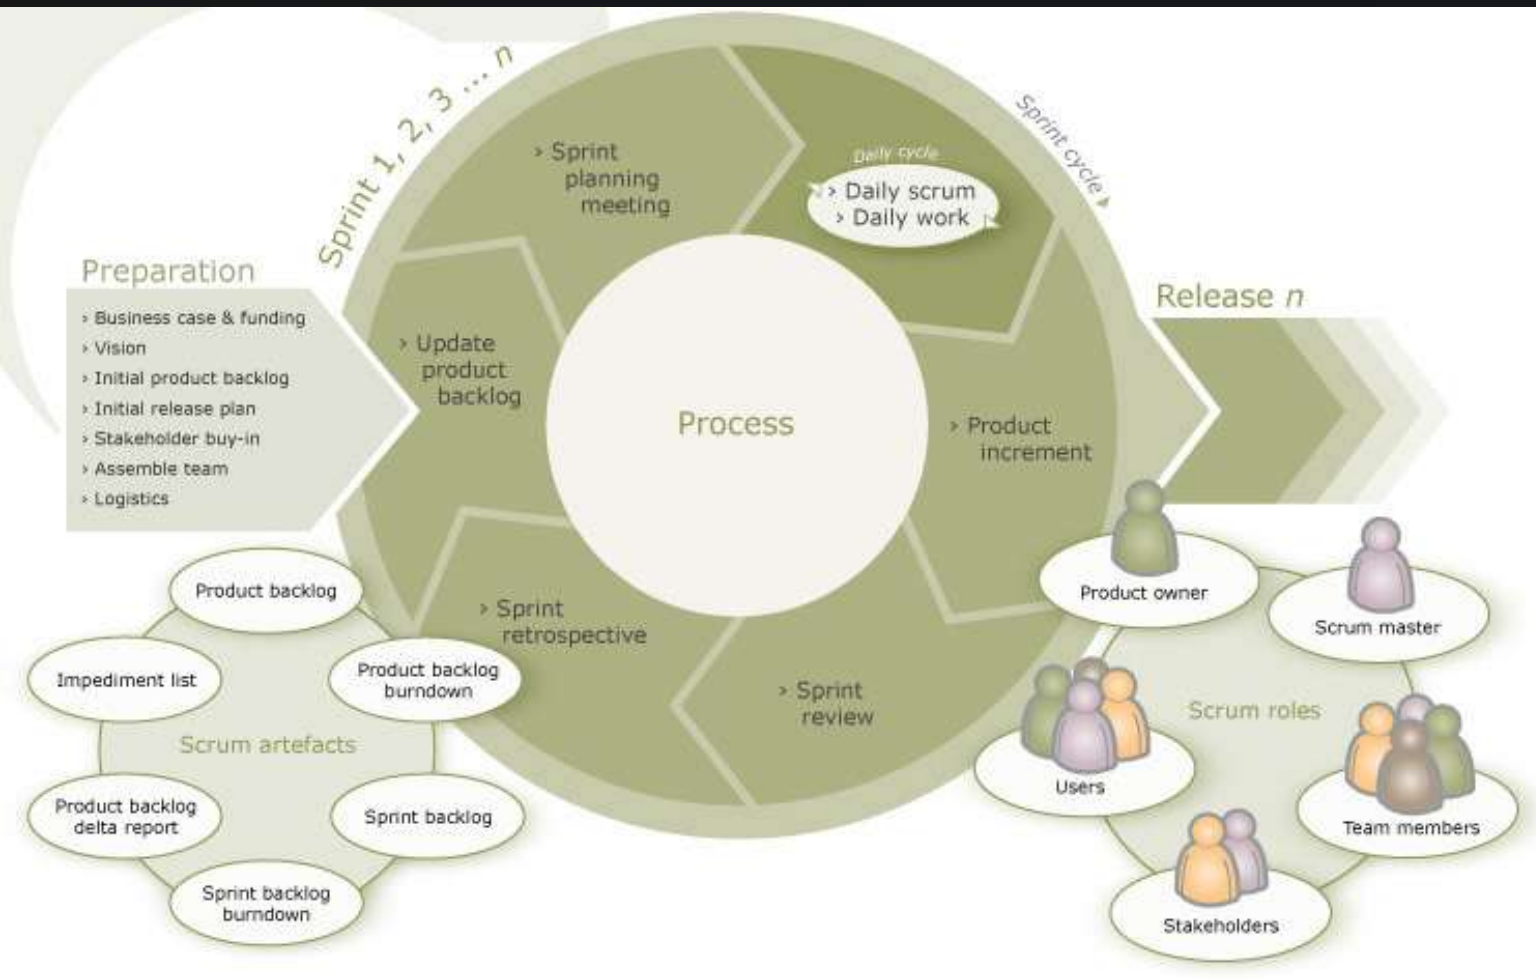 Sprint 1, 2, 3 ... n
Sprint cycle
Preparation
› Business case & funding
› Vision
› Initial product backlog
› Initial release plan
› Stakeholder buy-in
› Assemble team
› Logistics
› Sprint
planning
meeting
Daily cycle
› Daily scrum
› Daily work
› Update
product
backlog
Process
› Product
increment
› Sprint
retrospective
› Sprint
review
Release n
Product backlog
Impediment list
Product backlog
burndown
Scrum artefacts
Product backlog
delta report
Sprint backlog
Sprint backlog
burndown
Product owner
Scrum master
Scrum roles
Users
Team members
Stakeholders